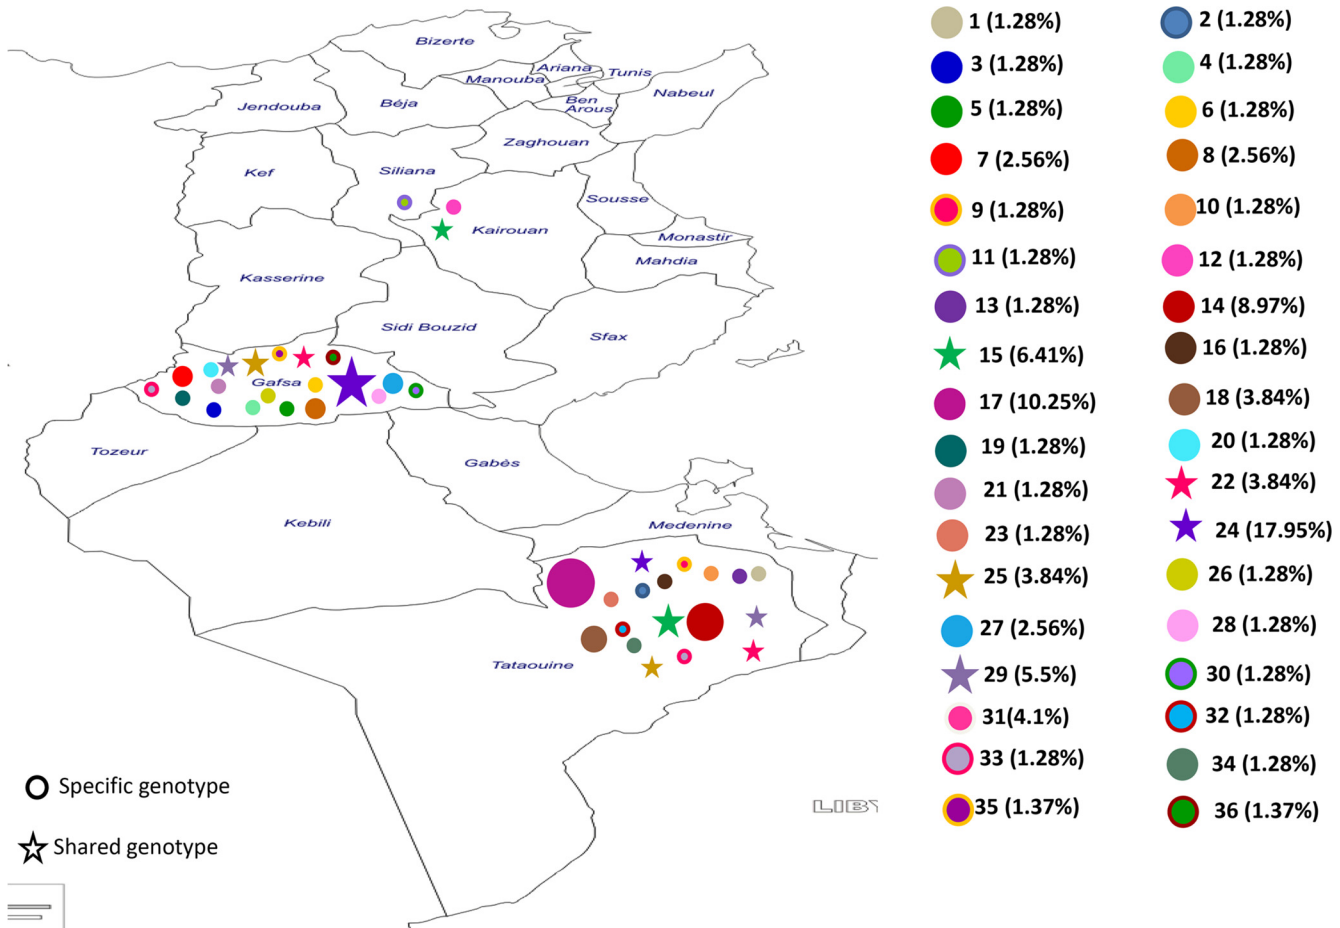 Bizerte
Ariana
Tunis
Manouba
Nabeul
Jendouba
Béja
Ben
Arous
Zaghouan
Kef
Siliana
Sousse
Kairouan
Monastir
Mahdia
Kasserine
Sidi Bouzid
Sfax
Gafsa
Tozeur
Gabès
Kebili
Medenine
Tataouine
LIBY
Specific genotype
Shared genotype
1 (1.28%)
2 (1.28%)
3 (1.28%)
4 (1.28%)
5 (1.28%)
6 (1.28%)
7 (2.56%)
8 (2.56%)
9 (1.28%)
10 (1.28%)
11 (1.28%)
12 (1.28%)
13 (1.28%)
14 (8.97%)
15 (6.41%)
16 (1.28%)
17 (10.25%)
18 (3.84%)
19 (1.28%)
20 (1.28%)
21 (1.28%)
22 (3.84%)
23 (1.28%)
24 (17.95%)
25 (3.84%)
26 (1.28%)
27 (2.56%)
28 (1.28%)
29 (5.5%)
30 (1.28%)
31(4.1%)
32 (1.28%)
33 (1.28%)
34 (1.28%)
35 (1.37%)
36 (1.37%)